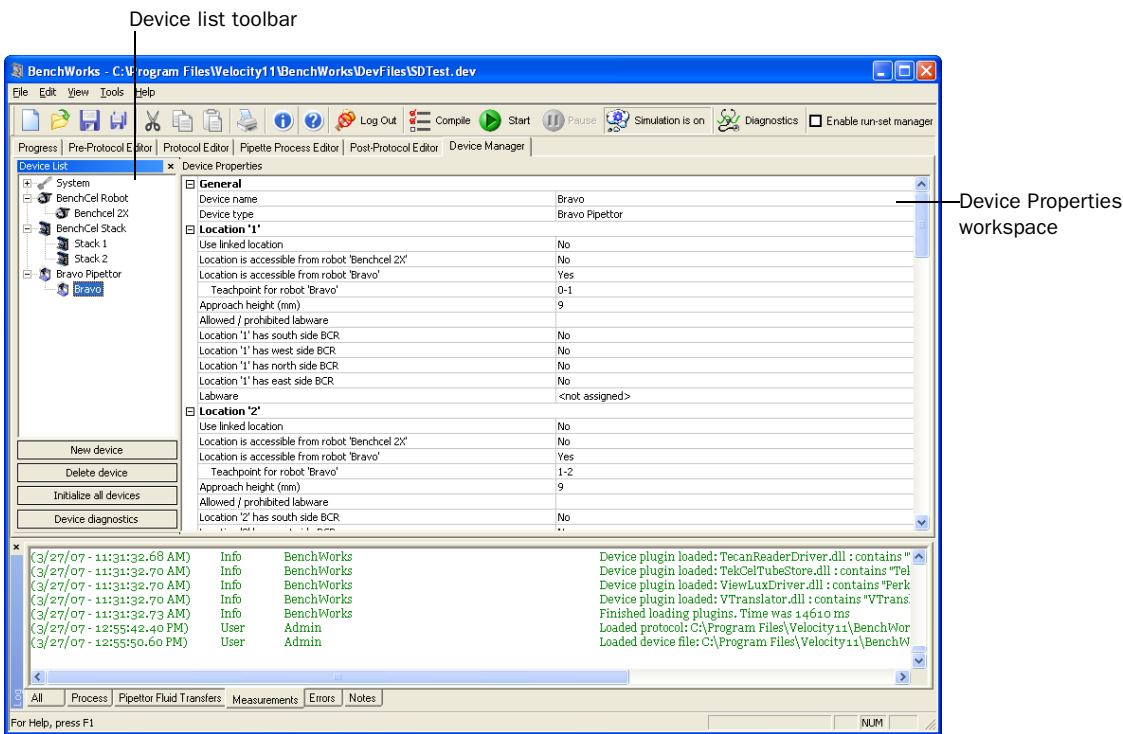 Device list toolbar
BenchWorks - C:\Program Files\Velocity11\BenchWorks\DevFiles\SDTest.dev
File Edit View Tools Help
Log Out Compile Start Pause Simulation is on Diagnostics Enable run-set manager
Progress Pre-Protocol Editor Protocol Editor Pipette Process Editor Post-Protocol Editor Device Manager
Device List
System
BenchCel Robot
Benchcel 2X
BenchCel Stack
Stack 1
Stack 2
Bravo Pipettor
Bravo
New device
Delete device
Initialize all devices
Device diagnostics
Device Properties
General
Device name Bravo
Device type Bravo Pipettor
Location '1'
Use linked location No
Location is accessible from robot 'Benchcel 2X' No
Location is accessible from robot 'Bravo' Yes
Teachpoint for robot 'Bravo' 0-1
Approach height (mm) 9
Allowed / prohibited labware
Location '1' has south side BCR No
Location '1' has west side BCR No
Location '1' has north side BCR No
Location '1' has east side BCR No
Labware <not assigned>
Location '2'
Use linked location No
Location is accessible from robot 'Benchcel 2X' No
Location is accessible from robot 'Bravo' Yes
Teachpoint for robot 'Bravo' 1-2
Approach height (mm) 9
Allowed / prohibited labware
Location '2' has south side BCR No
Device Properties
workspace
(3/27/07 - 11:31:32.68 AM) Info BenchWorks Device plugin loaded: TecanReaderDriver.dll : contains "
(3/27/07 - 11:31:32.70 AM) Info BenchWorks Device plugin loaded: TekCelTubeStore.dll : contains "Tel
(3/27/07 - 11:31:32.70 AM) Info BenchWorks Device plugin loaded: ViewLuxDriver.dll : contains "Perk
(3/27/07 - 11:31:32.70 AM) Info BenchWorks Device plugin loaded: VTranslator.dll : contains "VTrans
(3/27/07 - 11:31:32.73 AM) Info BenchWorks Finished loading plugins. Time was 14610 ms
(3/27/07 - 12:55:42.40 PM) User Admin Loaded protocol: C:\Program Files\Velocity11\BenchWor
(3/27/07 - 12:55:50.60 PM) User Admin Loaded device file: C:\Program Files\Velocity11\BenchW
Log
All Process Pipettor Fluid Transfers Measurements Errors Notes
For Help, press F1 NUM